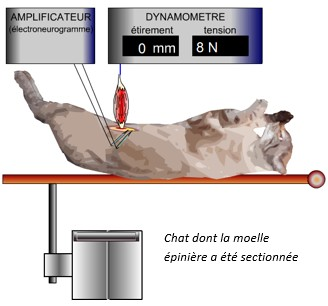 AMPLIFICATEUR
(électroneurogramme)
DYNAMOMETRE
étirement tension
0 mm 8 N
Chat dont la moelle
épinière a été sectionnée